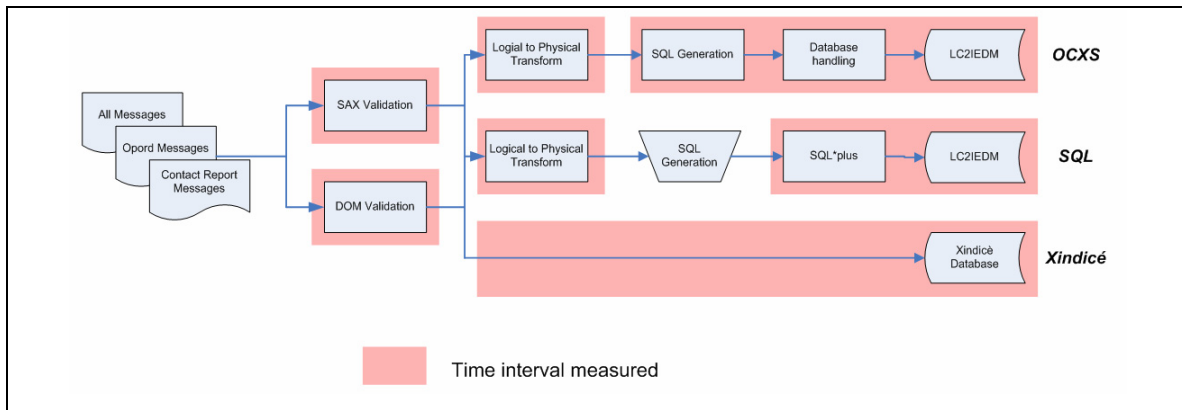 All Messages
Opord Messages
Contact Report
Messages
SAX Validation
DOM Validation
Logial to Physical
Transform
SQL Generation
Database
handling
LC2IEDM
OCXS
Logical to Physical
Transform
SQL
Generation
SQL*plus
LC2IEDM
SQL
Xindicè
Database
Xindicé
Time interval measured